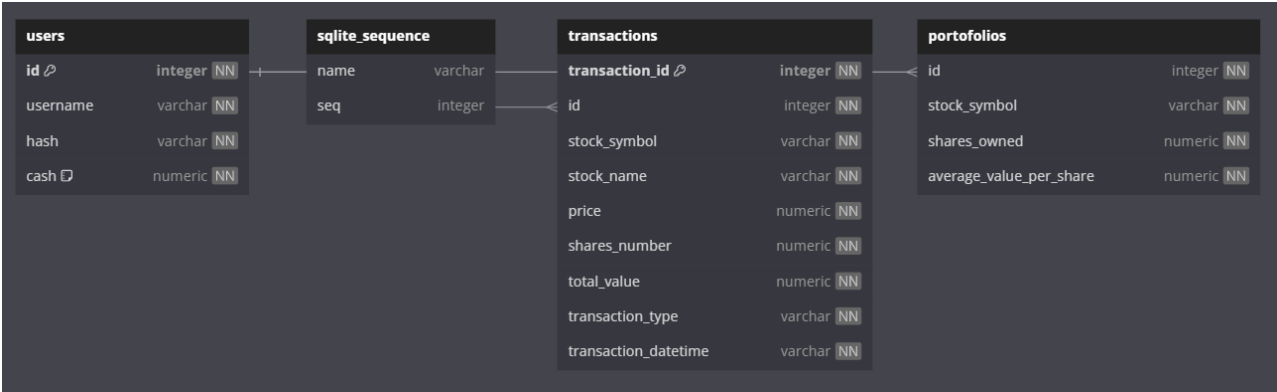 users
id integer NN
username varchar NN
hash varchar NN
cash numeric NN
sqlite_sequence
name varchar
seq integer
transactions
transaction_id integer NN
id integer NN
stock_symbol varchar NN
stock_name varchar NN
price numeric NN
shares_number numeric NN
total_value numeric NN
transaction_type varchar NN
transaction_datetime varchar NN
portofolios
id integer NN
stock_symbol varchar NN
shares_owned numeric NN
average_value_per_share numeric NN